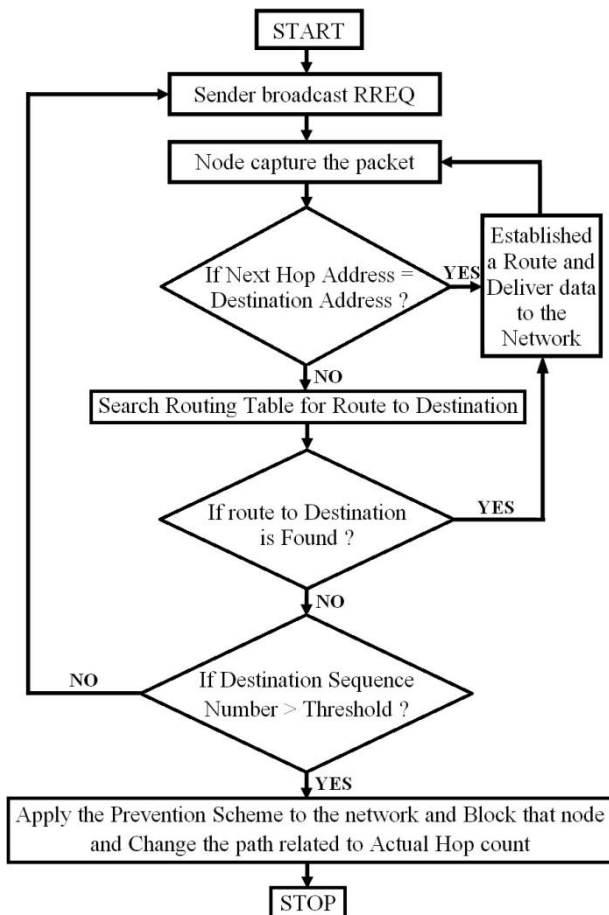 START
Sender broadcast RREQ
Node capture the packet
If Next Hop Address =
Destination Address ?
YES
Established
a Route and
Deliver data
to the
Network
NO
Search Routing Table for Route to Destination
If route to Destination
is Found ?
YES
NO
If Destination Sequence
Number > Threshold ?
NO
YES
Apply the Prevention Scheme to the network and Block that node
and Change the path related to Actual Hop count
STOP